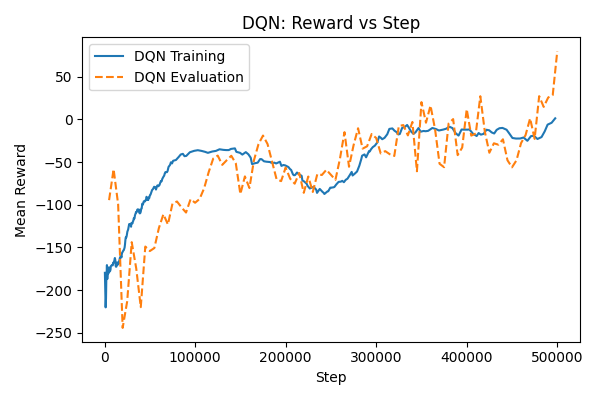 DQN: Reward vs Step
DQN Training
DQN Evaluation
50
0
−50
−100
−150
−200
−250
Mean Reward
0 100000 200000 300000 400000 500000
Step